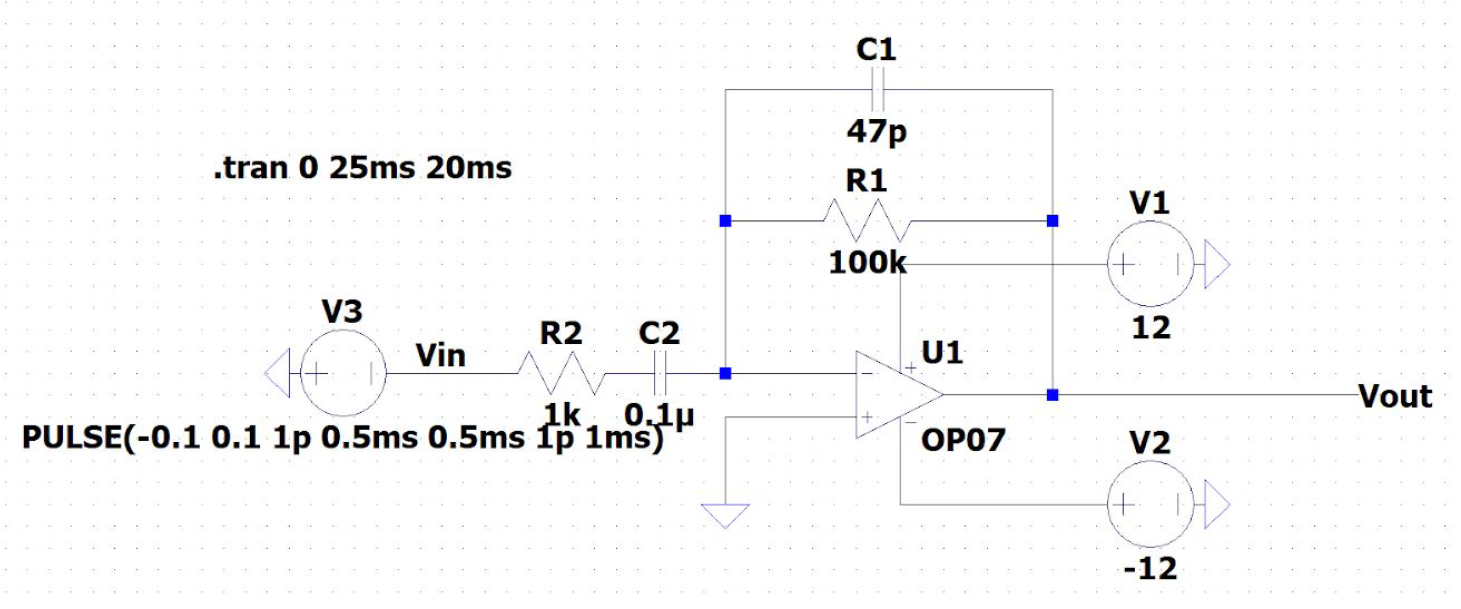 C1
47p
.tran 0 25ms 20ms
R1
100k
V1
12
V3
Vin
R2
C2
1k
0.1µ
PULSE(-0.1 0.1 1p 0.5ms 0.5ms 1p 1ms)
U1
OP07
Vout
V2
-12